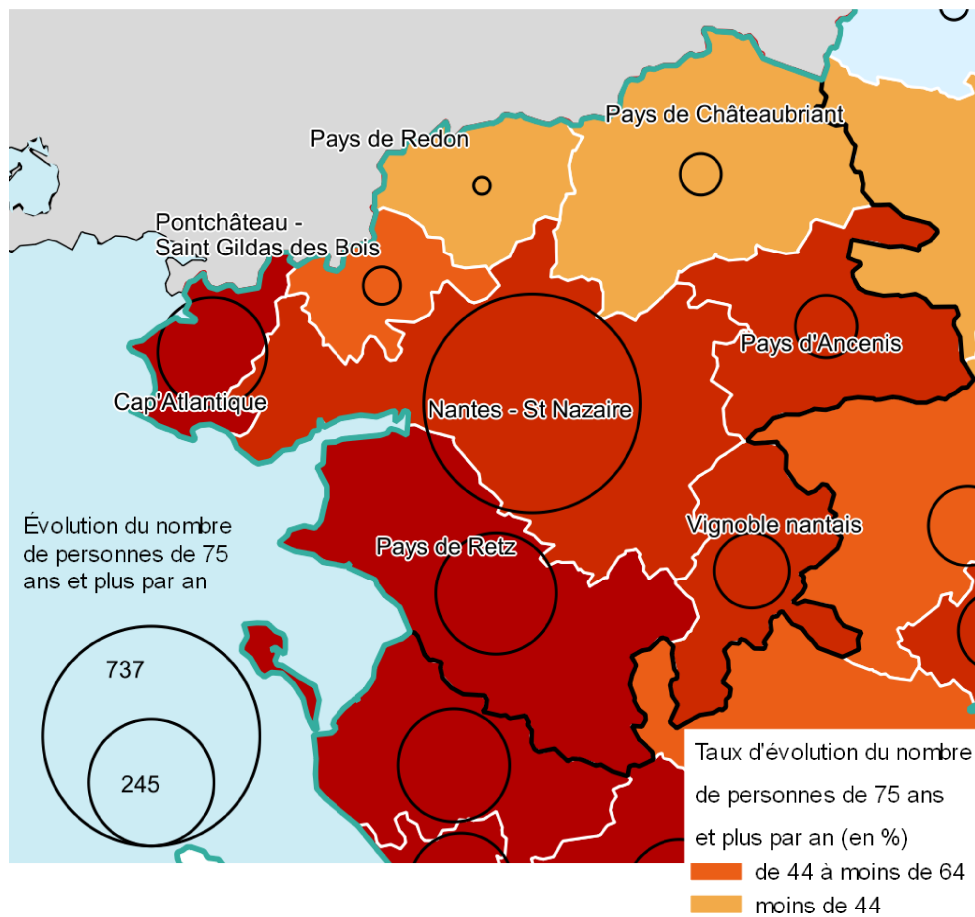 Pays de Châteaubriant
Pays de Redon
Pontchâteau -
Saint Gildas des Bois
Pays d'Ancenis
Cap'Atlantique
Nantes - St Nazaire
Évolution du nombre
de personnes de 75
ans et plus par an
Vignoble nantais
Pays de Retz
737
245
Taux d'évolution du nombre
de personnes de 75 ans
et plus par an (en %)
de 44 à moins de 64
moins de 44